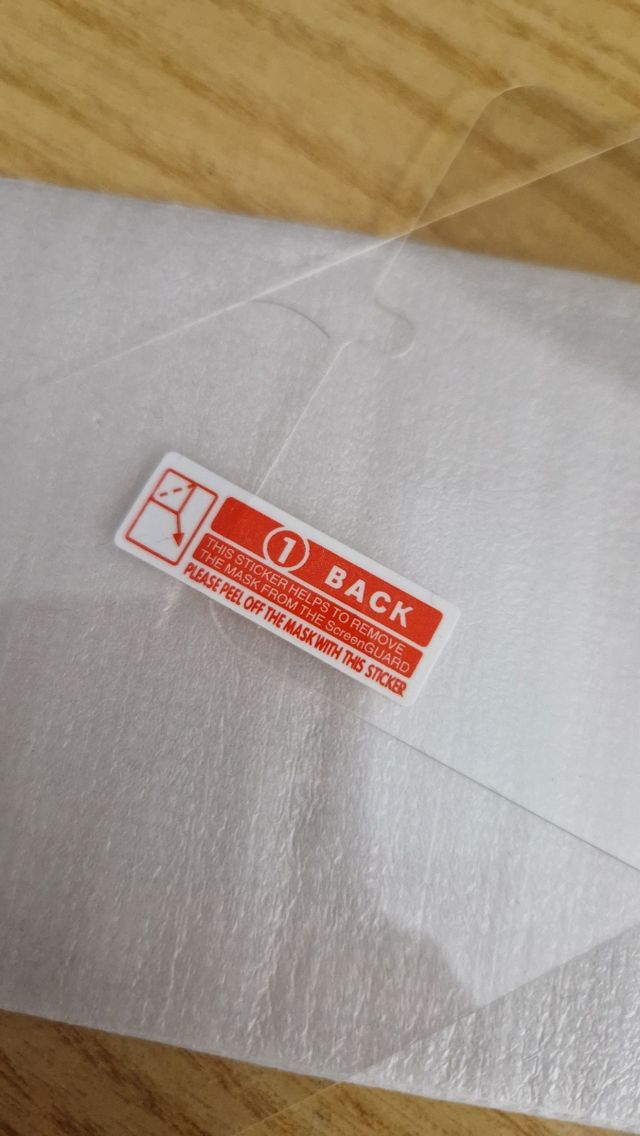 1 BACK
THIS STICKER HELPS TO REMOVE
THE MASK FROM THE ScreenGUARD
PLEASE PEEL OFF THE MASK WITH THIS STICKER